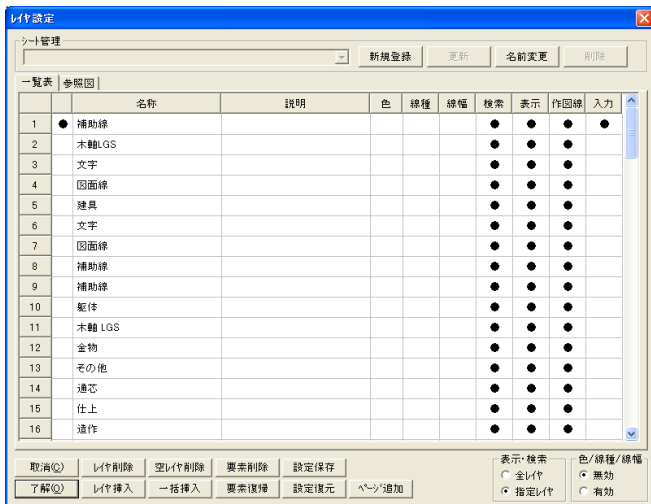 レイヤ設定
シート管理
新規登録 更新 名前変更 削除
一覧表 参照図
名称 説明 色 線種 線幅 検索 表示 作図線 入力
1 ● 補助線 ● ● ● ●
2 木軸LGS ● ● ●
3 文字 ● ● ●
4 図面線 ● ● ●
5 建具 ● ● ●
6 文字 ● ● ●
7 図面線 ● ● ●
8 補助線 ● ● ●
9 補助線 ● ● ●
10 躯体 ● ● ●
11 木軸 LGS ● ● ●
12 金物 ● ● ●
13 その他 ● ● ●
14 通芯 ● ● ●
15 仕上 ● ● ●
16 造作 ● ● ●
表示・検索 色/線種/線幅
取消(C) レイヤ削除 空レイヤ削除 要素削除 設定保存 全レイヤ 無効
了解(O) レイヤ挿入 一括挿入 要素復帰 設定復元 ページ追加 指定レイヤ 有効